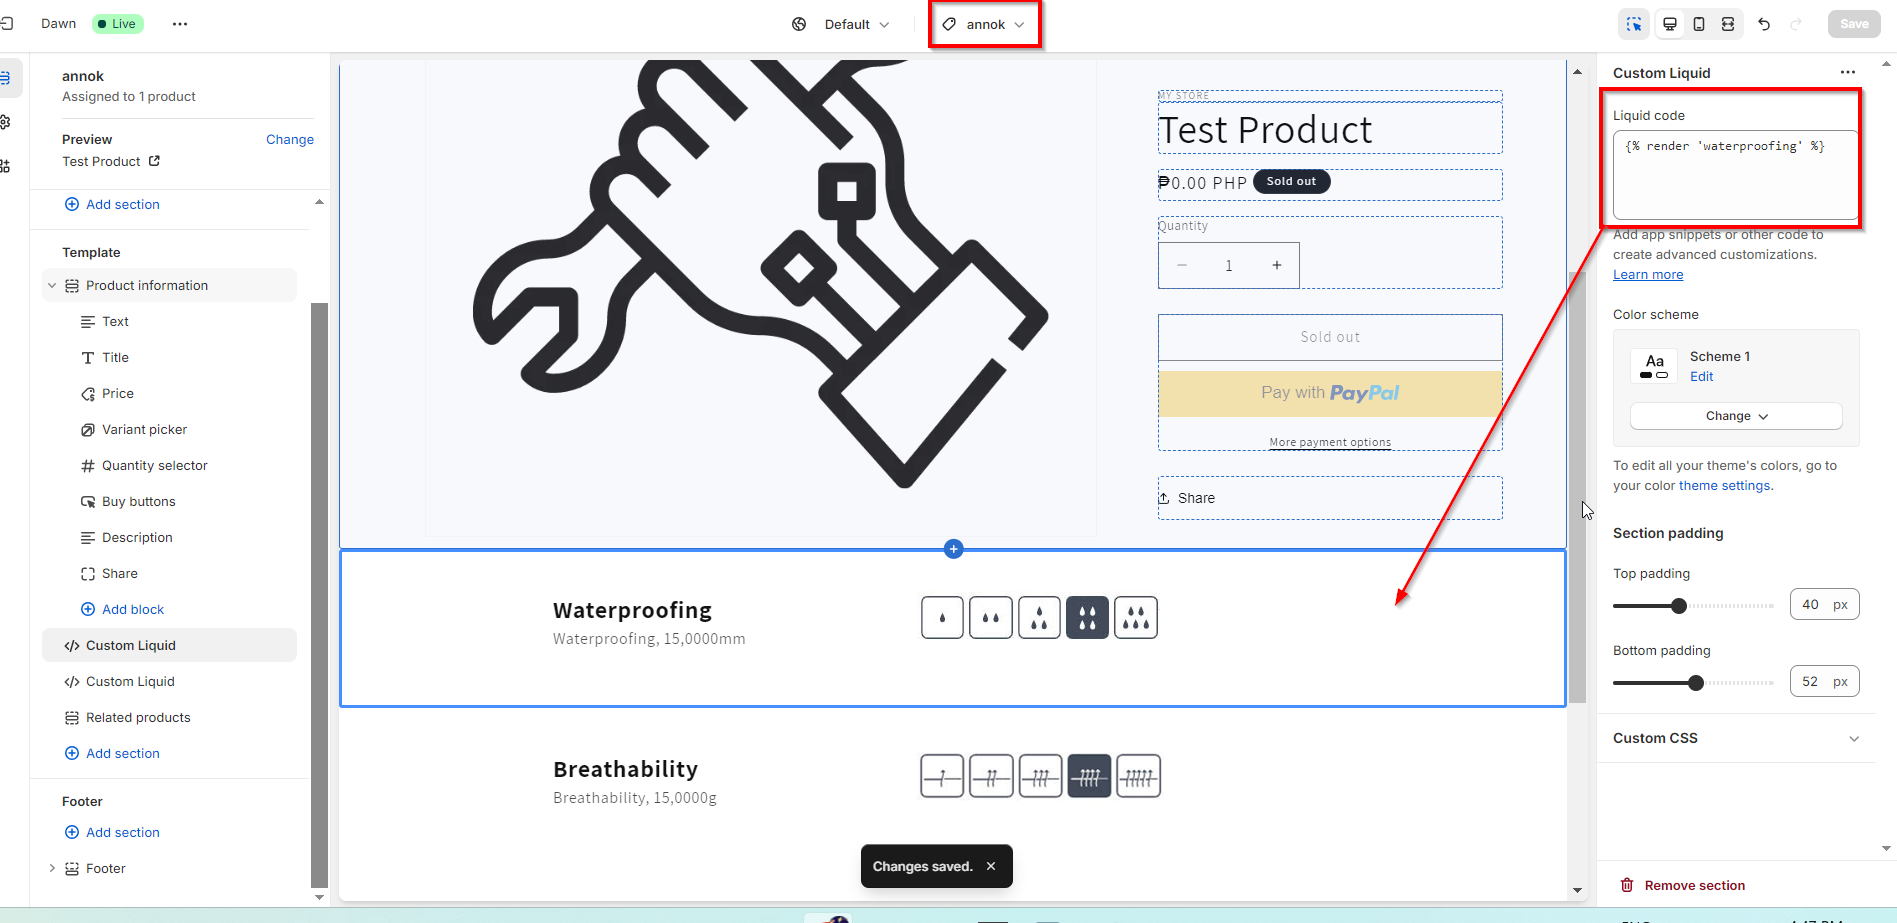 Dawn
Live
Default
annok
Save
annok
Assigned to 1 product
Preview
Change
Test Product
Add section
Template
Product information
Text
Title
Price
Variant picker
Quantity selector
Buy buttons
Description
Share
Add block
Custom Liquid
Custom Liquid
Related products
Add section
Footer
Add section
Footer
MY STORE
Test Product
₱0.00 PHP
Sold out
Quantity
1
Sold out
Pay with PayPal
More payment options
Share
Waterproofing
Waterproofing, 15,0000mm
Breathability
Breathability, 15,0000g
Changes saved.
Custom Liquid
Liquid code
{% render 'waterproofing' %}
Add app snippets or other code to
create advanced customizations.
Learn more
Color scheme
Aa
Scheme 1
Edit
Change
To edit all your theme's colors, go to
your color theme settings.
Section padding
Top padding
40 px
Bottom padding
52 px
Custom CSS
Remove section